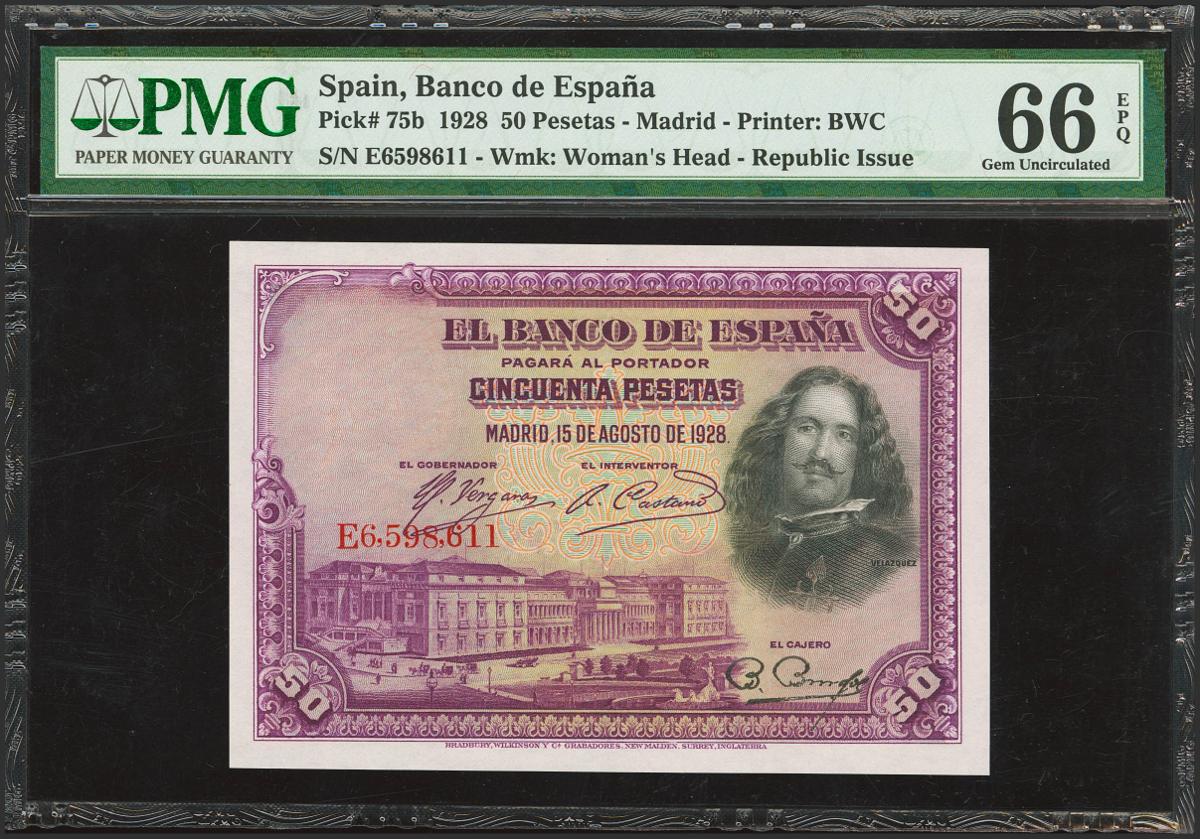 PMG
PAPER MONEY GUARANTY
Spain, Banco de España
Pick# 75b 1928 50 Pesetas - Madrid - Printer: BWC
S/N E6598611 - Wmk: Woman's Head - Republic Issue
66
EPQ
Gem Uncirculated
50
EL BANCO DE ESPAÑA
PAGARÁ AL PORTADOR
CINCUENTA PESETAS
MADRID, 15 DE AGOSTO DE 1928.
EL GOBERNADOR EL INTERVENTOR
E6,598,611
VELAZQUEZ
EL CAJERO
50 50
BRADBURY, WILKINSON Y Cª GRABADORES, NEW MALDEN, SURREY, INGLATERRA